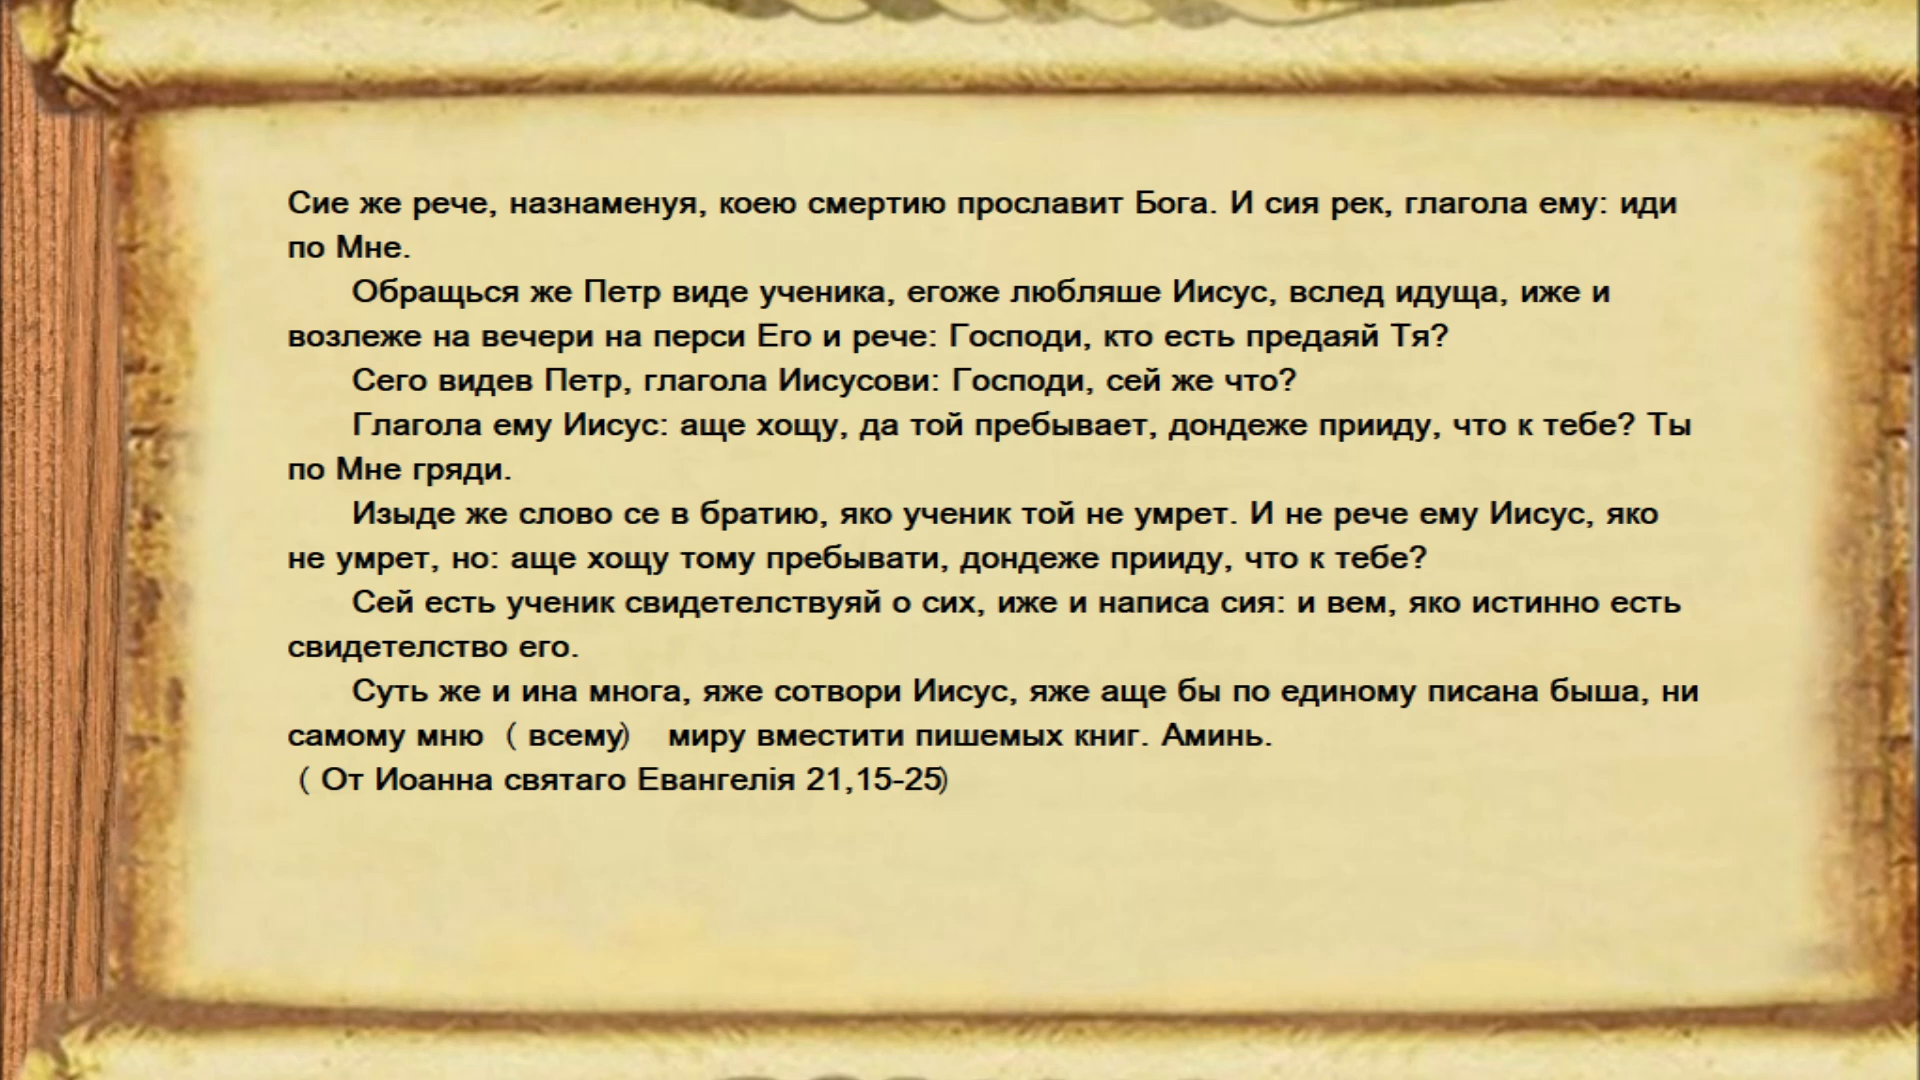 Сие же рече, назнаменуя, коею смертию прославит Бога. И сия рек, глагола ему: иди
по Мне.
Обращься же Петр виде ученика, егоже любляше Иисус, вслед идуща, иже и
возлеже на вечери на перси Его и рече: Господи, кто есть предаяй Тя?
Сего видев Петр, глагола Иисусови: Господи, сей же что?
Глагола ему Иисус: аще хощу, да той пребывает, дондеже прииду, что к тебе? Ты
по Мне гряди.
Изыде же слово се в братию, яко ученик той не умрет. И не рече ему Иисус, яко
не умрет, но: аще хощу тому пребывати, дондеже прииду, что к тебе?
Сей есть ученик свидетелствуяй о сих, иже и написа сия: и вем, яко истинно есть
свидетелство его.
Суть же и ина многа, яже сотвори Иисус, яже аще бы по единому писана быша, ни
самому мню ( всему) миру вместити пишемых книг. Аминь.
( От Иоанна святаго Евангелія 21,15-25)